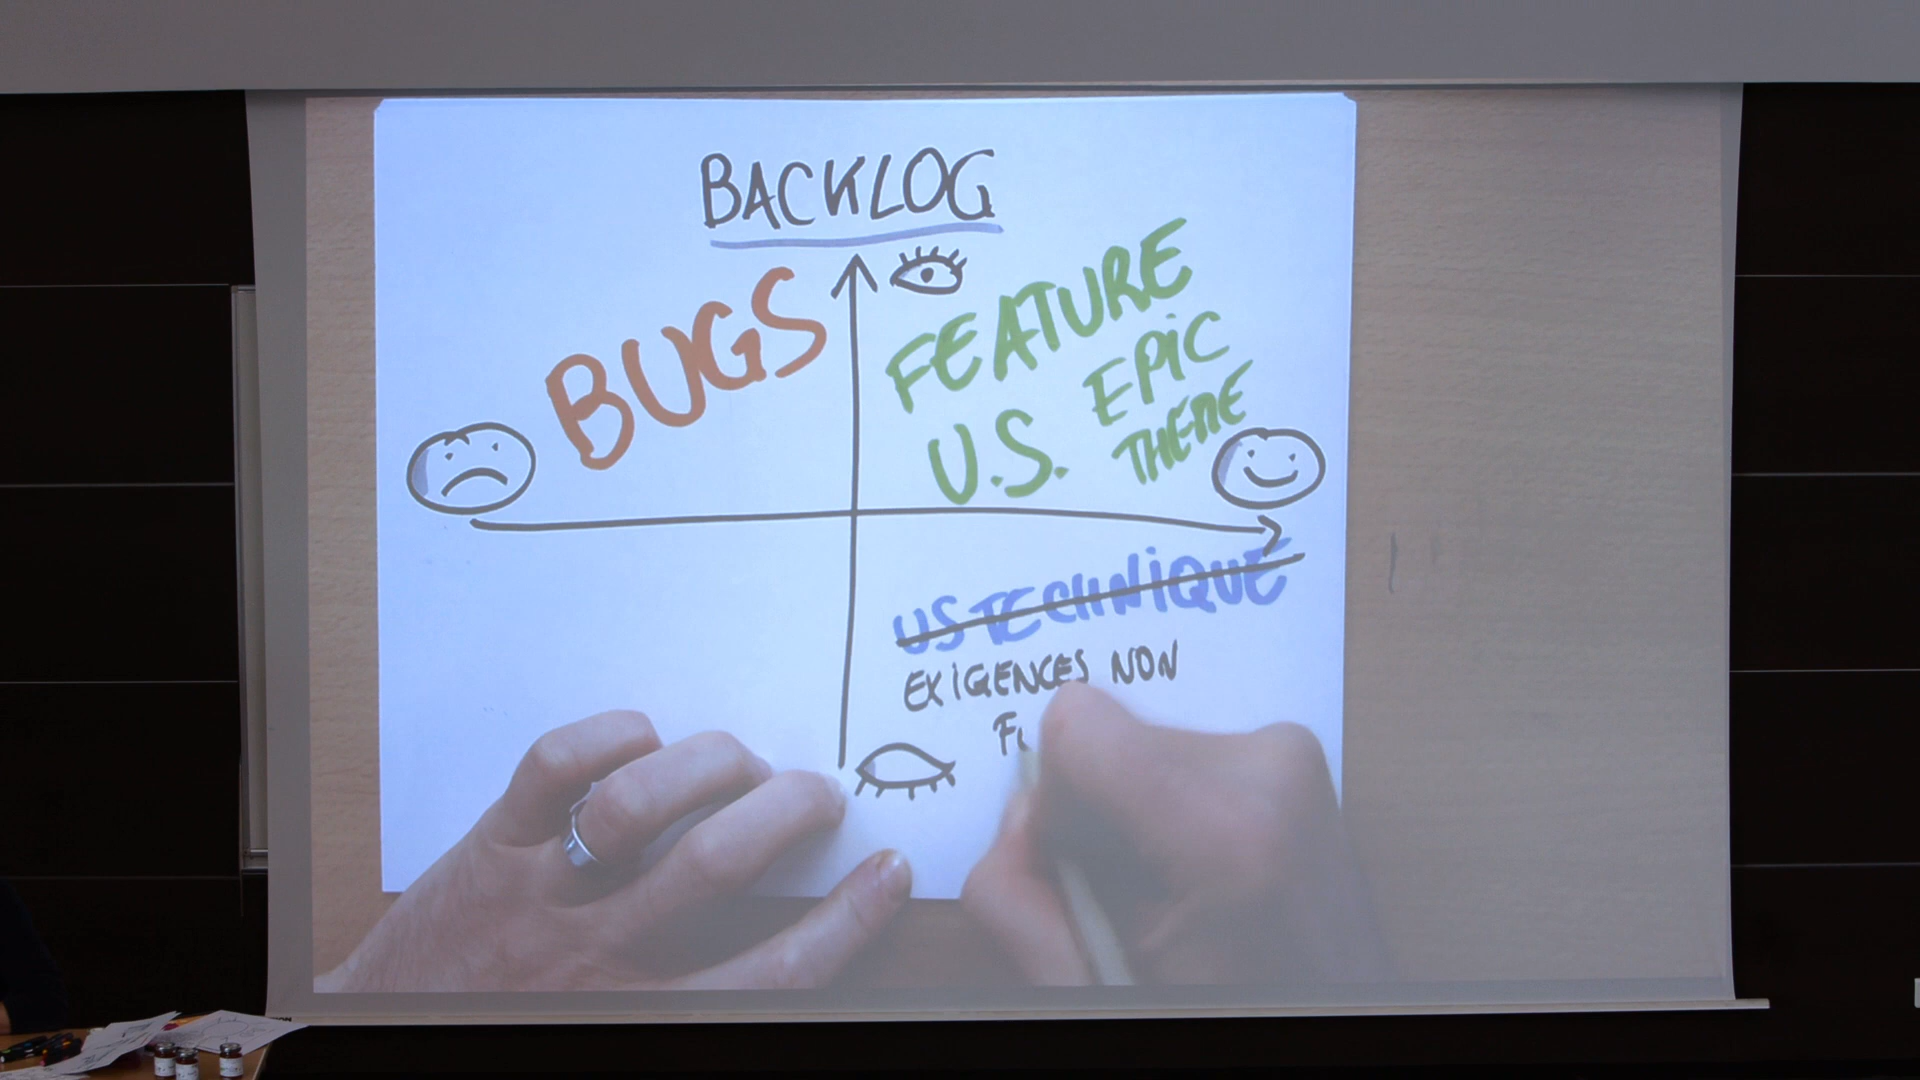 BACKLOG
BUGS
FEATURE
U.S. EPIC
THEME
US TECHNIQUE
EXIGENCES NON